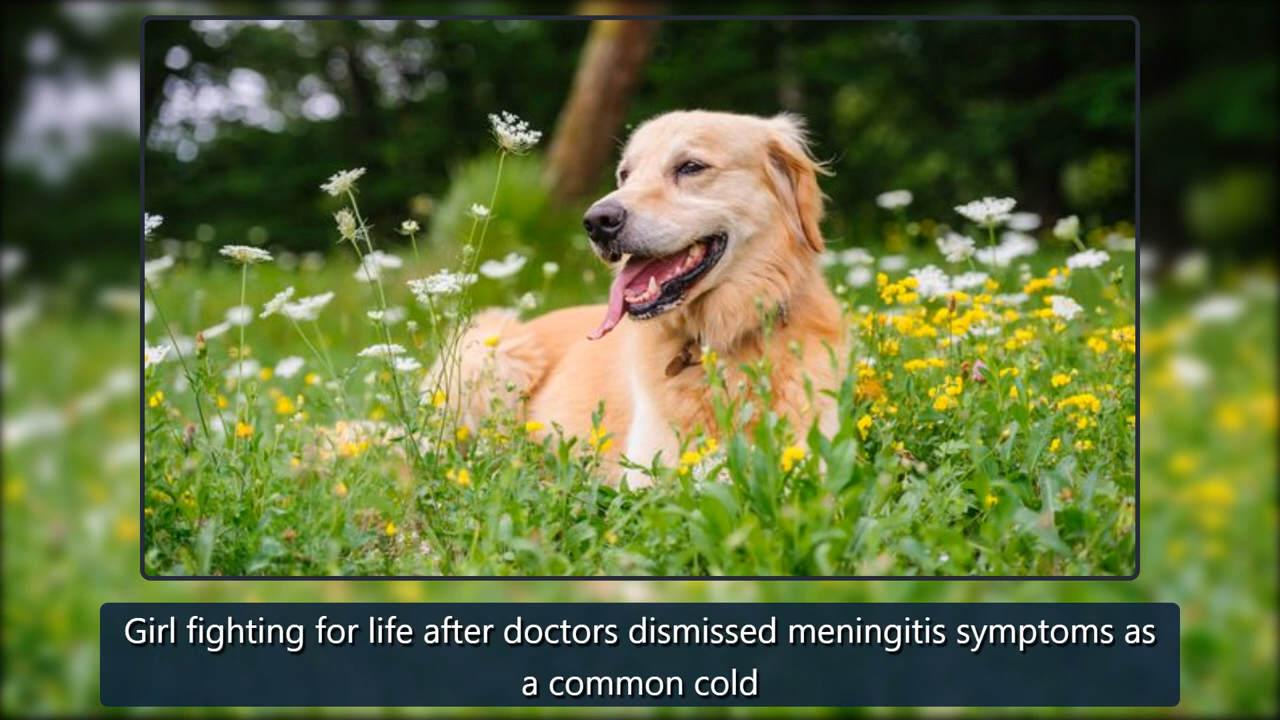 Girl fighting for life after doctors dismissed meningitis symptoms as
a common cold